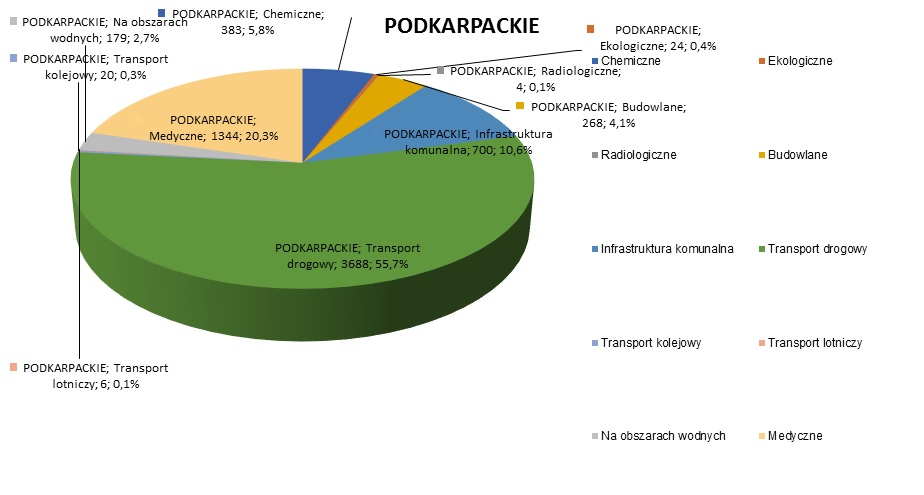 PODKARPACKIE
PODKARPACKIE; Chemiczne;
383; 5,8%
PODKARPACKIE; Na obszarach
wodnych; 179; 2,7%
PODKARPACKIE; Transport
kolejowy; 20; 0,3%
PODKARPACKIE;
Ekologiczne; 24; 0,4%
PODKARPACKIE; Radiologiczne;
4; 0,1%
PODKARPACKIE; Budowlane;
268; 4,1%
PODKARPACKIE;
Medyczne; 1344; 20,3%
PODKARPACKIE; Infrastruktura
komunalna; 700; 10,6%
PODKARPACKIE; Transport
drogowy; 3688; 55,7%
PODKARPACKIE; Transport
lotniczy; 6; 0,1%
Chemiczne
Ekologiczne
Radiologiczne
Budowlane
Infrastruktura komunalna
Transport drogowy
Transport kolejowy
Transport lotniczy
Na obszarach wodnych
Medyczne